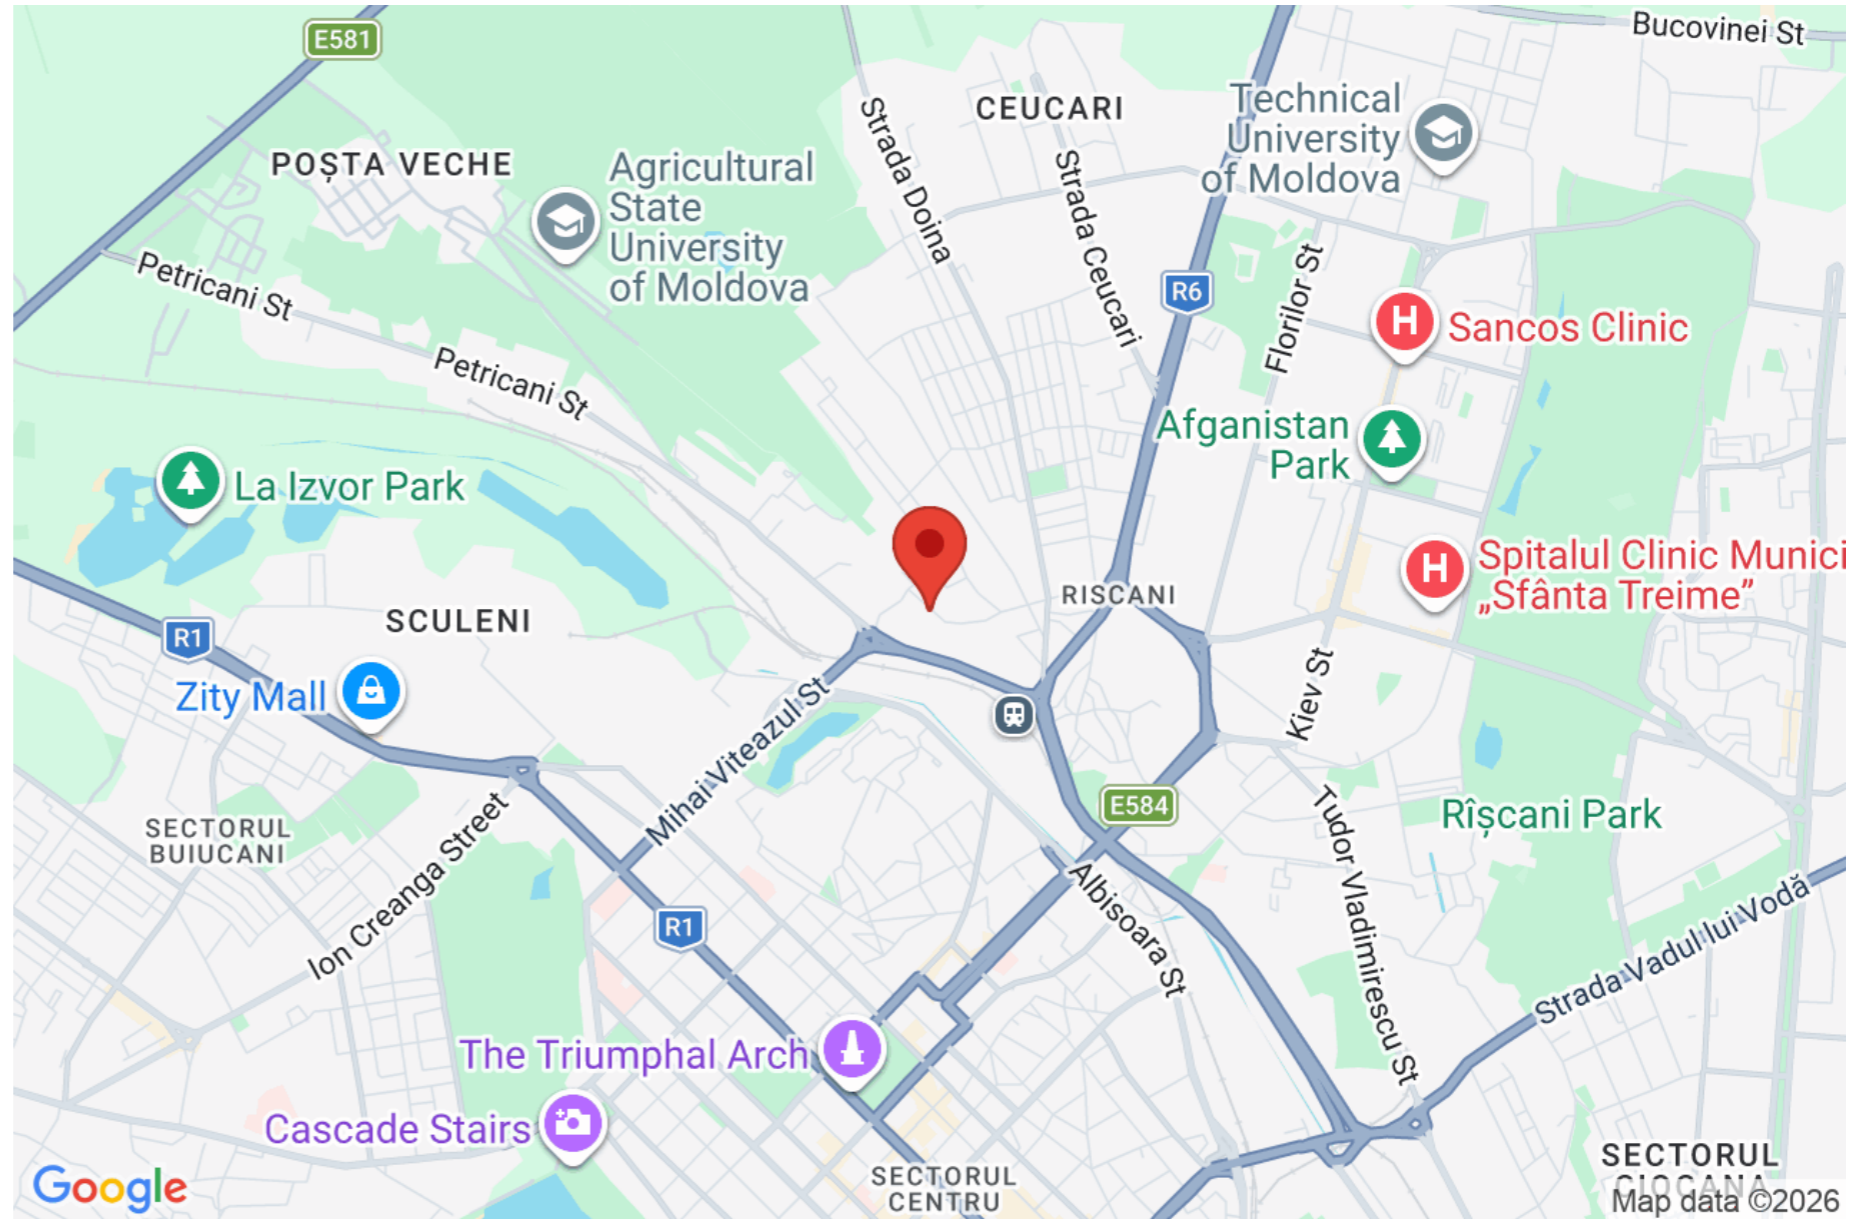 E581
Bucovinei St
CEUCARI
Technical
University
of Moldova
Strada Doina
POȘTA VECHE
Agricultural
State
University
of Moldova
Strada Ceucari
Petricani St
R6
Florilor St
Sancos Clinic
Petricani St
Afganistan
Park
La Izvor Park
Spitalul Clinic Munici
„Sfânta Treime”
RISCANI
SCULENI
R1
Zity Mall
Kiev St
Mihai Viteazul St
E584
Rîșcani Park
SECTORUL
BUIUCANI
Ion Creanga Street
Tudor Vladimirescu St
Albisoara St
R1
Strada Vadul lui Vodă
The Triumphal Arch
Cascade Stairs
SECTORUL
CENTRU
SECTORUL
CIOCANA
Google
Map data ©2026